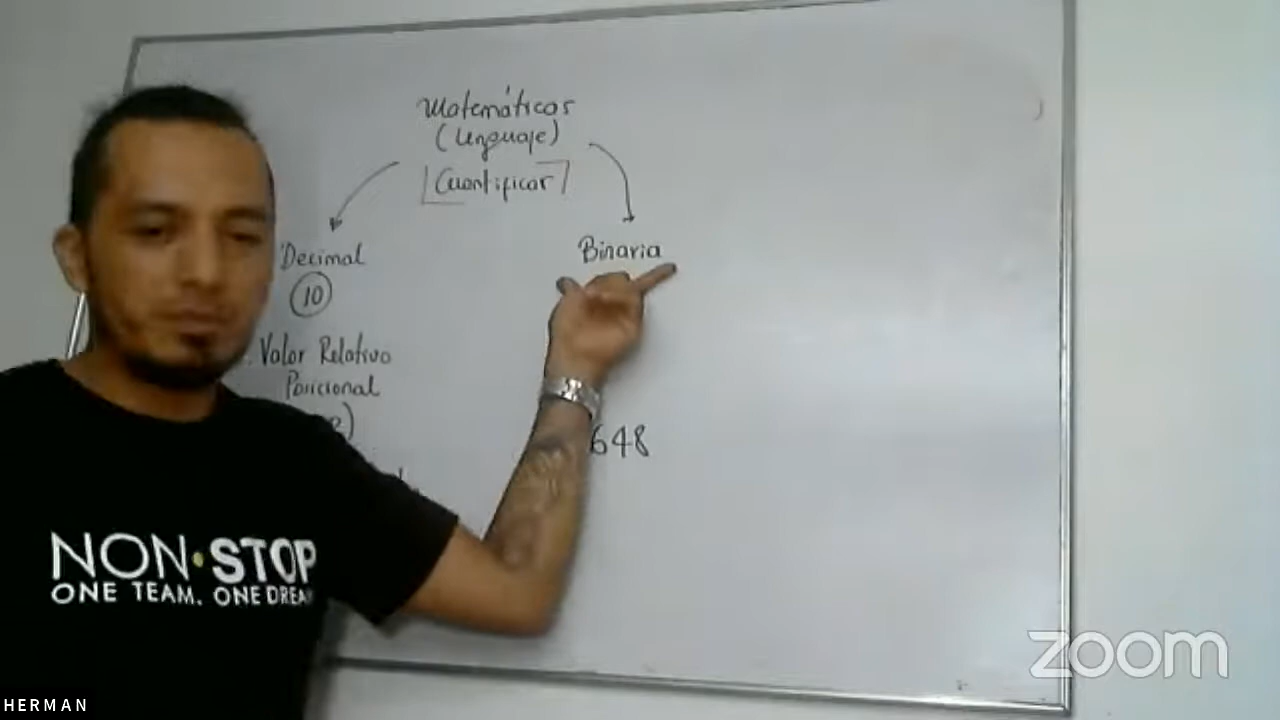 Matemáticas
(Lenguaje)
Cuantificar
Decimal
10
Binaria
Valor Relativo
Posicional
648
NON·STOP
ONE TEAM. ONE DREAM
zoom
HERMAN